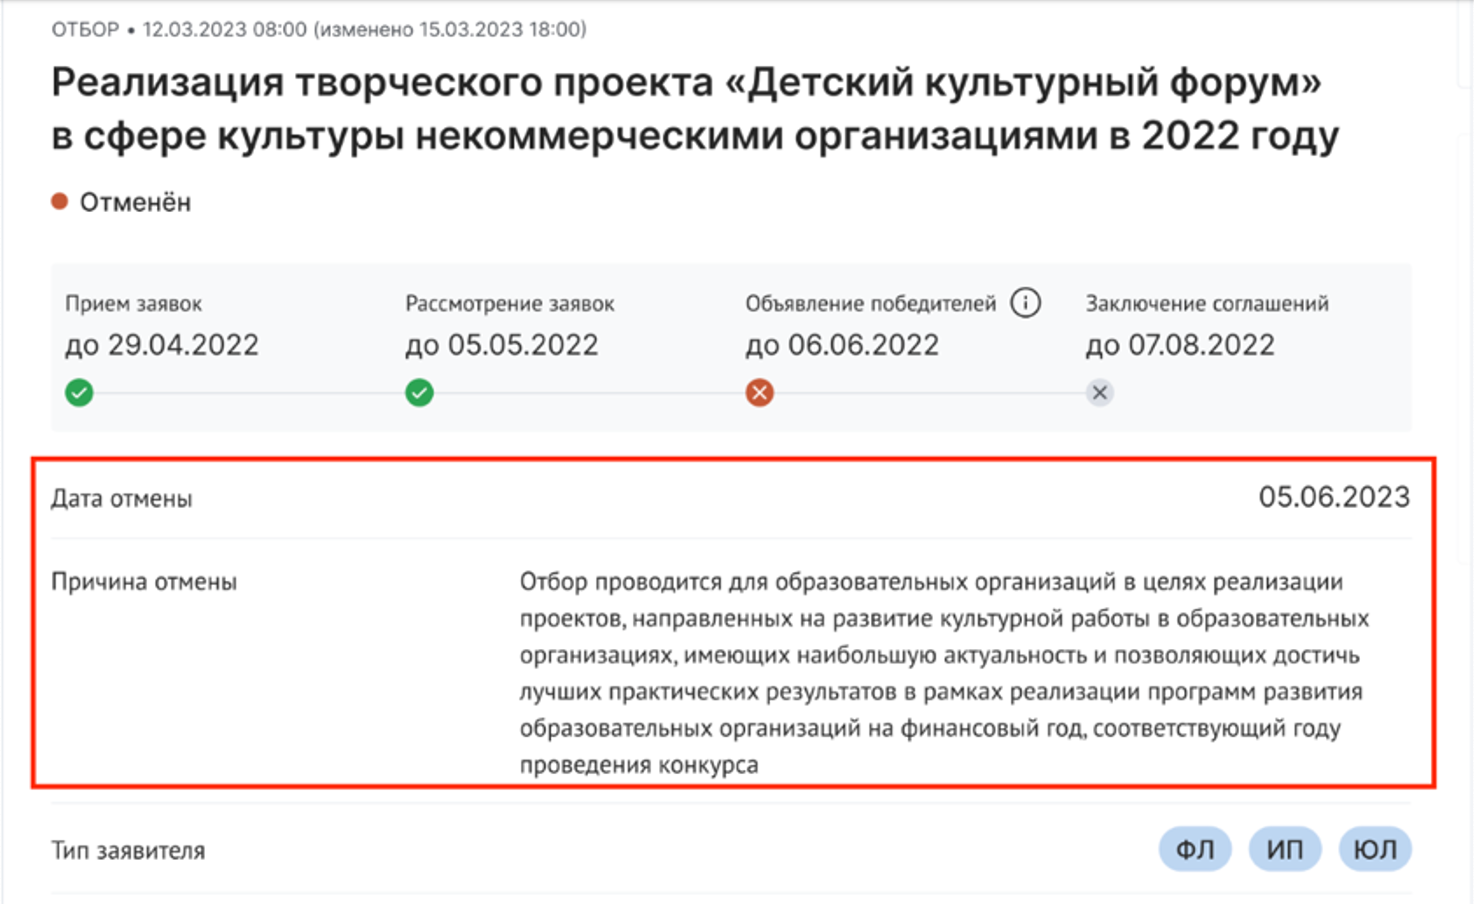 ОТБОР • 12.03.2023 08:00 (изменено 15.03.2023 18:00)
Реализация творческого проекта «Детский культурный форум»
в сфере культуры некоммерческими организациями в 2022 году
Отменён
Прием заявок
до 29.04.2022
Рассмотрение заявок
до 05.05.2022
Объявление победителей
до 06.06.2022
Заключение соглашений
до 07.08.2022
Дата отмены
05.06.2023
Причина отмены
Отбор проводится для образовательных организаций в целях реализации
проектов, направленных на развитие культурной работы в образовательных
организациях, имеющих наибольшую актуальность и позволяющих достичь
лучших практических результатов в рамках реализации программ развития
образовательных организаций на финансовый год, соответствующий году
проведения конкурса
Тип заявителя
ФЛ ИП ЮЛ